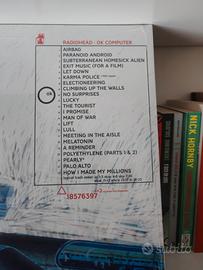 RADIOHEAD · OK COMPUTER
AIRBAG
PARANOID ANDROID
SUBTERRANEAN HOMESICK ALIEN
EXIT MUSIC (FOR A FILM)
LET DOWN
KARMA POLICE
ELECTIONEERING
CLIMBING UP THE WALLS
NO SURPRISES
LUCKY
THE TOURIST
I PROMISE
MAN OF WAR
LIFT
LULL
MEETING IN THE AISLE
MELATONIN
A REMINDER
POLYETHYLENE (PARTS 1 & 2)
PEARLY*
PALO ALTO
HOW I MADE MY MILLIONS
18576397
NICK HORNBY
subito